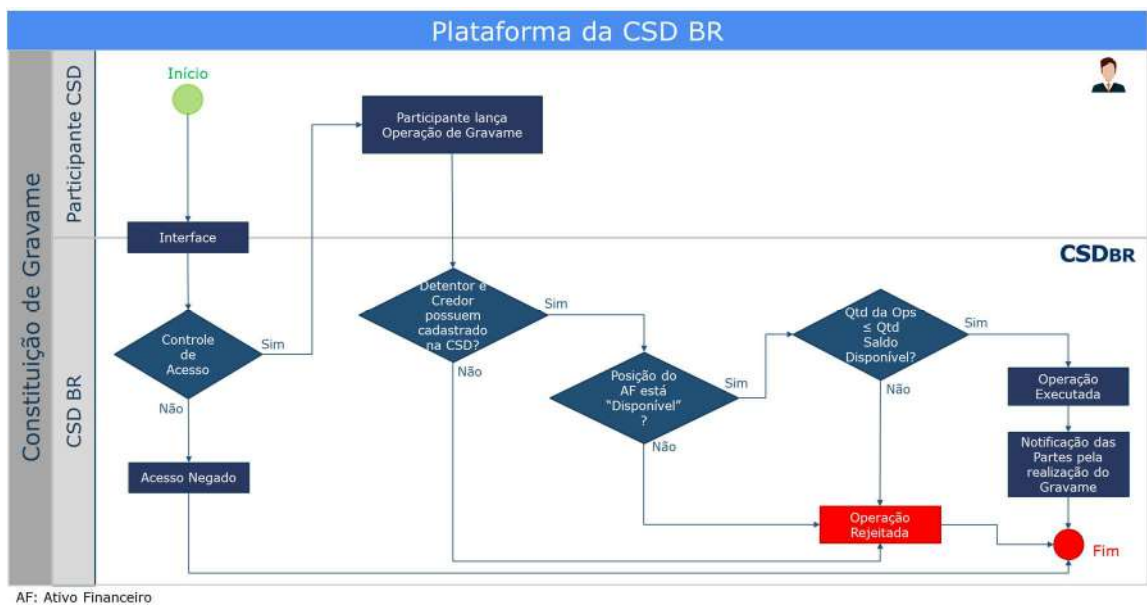 Plataforma da CSD BR
Constituição de Gravame
Participante CSD
Início
Participante lança
Operação de Gravame
Interface
CSD BR
CSDBR
Controle
de
Acesso
Sim
Não
Acesso Negado
Detentor e
Credor
possuem
cadastrado
na CSD?
Sim
Não
Posição do
AF está
“Disponível”
?
Sim
Não
Qtd da Ops
≤ Qtd
Saldo
Disponível?
Sim
Não
Operação
Executada
Notificação das
Partes pela
realização do
Gravame
Operação
Rejeitada
Fim
AF: Ativo Financeiro